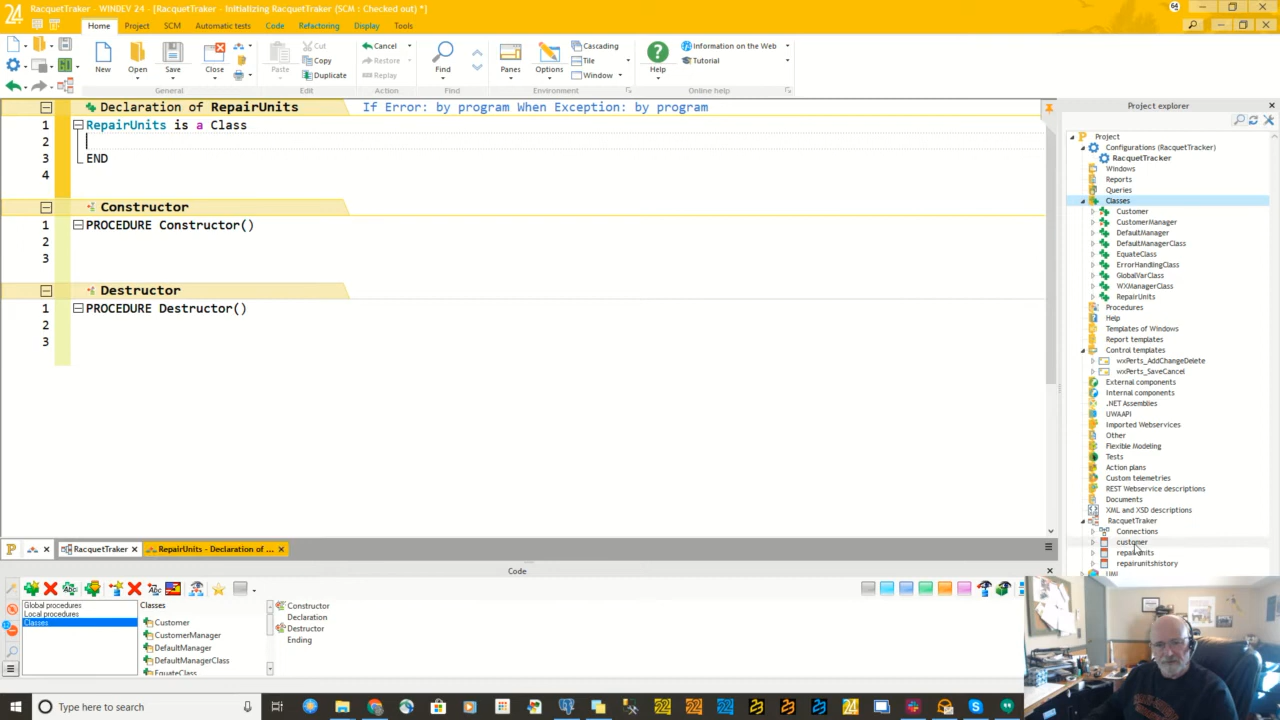 24 RacquetTraker - WINDEV 24 - [RacquetTraker - Initializing RacquetTraker (SCM : Checked out) *] 64
Home Project SCM Automatic tests Code Refactoring Display Tools
New Open Save Close
Paste Cut Copy Duplicate
Cancel Restore Replay
Find
Panes Options Cascading Tile Window
Help Information on the Web Tutorial
General Edit Action Find Environment Online help
Declaration of RepairUnits If Error: by program When Exception: by program
1 RepairUnits is a Class
2
3 END
4
Constructor
1 PROCEDURE Constructor()
2
3
Destructor
1 PROCEDURE Destructor()
2
3
Project explorer
Project
Configurations (RacquetTracker)
RacquetTracker
Windows
Reports
Queries
Classes
Customer
CustomerManager
DefaultManager
DefaultManagerClass
EquateClass
ErrorHandlingClass
GlobalVarClass
WXManagerClass
RepairUnits
Procedures
Help
Templates of Windows
Report templates
Control templates
wxPerts_AddChangeDelete
wxPerts_SaveCancel
External components
Internal components
.NET Assemblies
UWAAPI
Imported Webservices
Other
Flexible Modeling
Tests
Action plans
Custom telemetries
REST Webservice descriptions
Documents
XML and XSD descriptions
RacquetTraker
Connections
customer
repairunits
repairunitshistory
UML
RacquetTraker RepairUnits - Declaration of ...
Code
Global procedures
Local procedures
Classes
Classes
Customer
CustomerManager
DefaultManager
DefaultManagerClass
EquateClass
Constructor
Declaration
Destructor
Ending
Type here to search